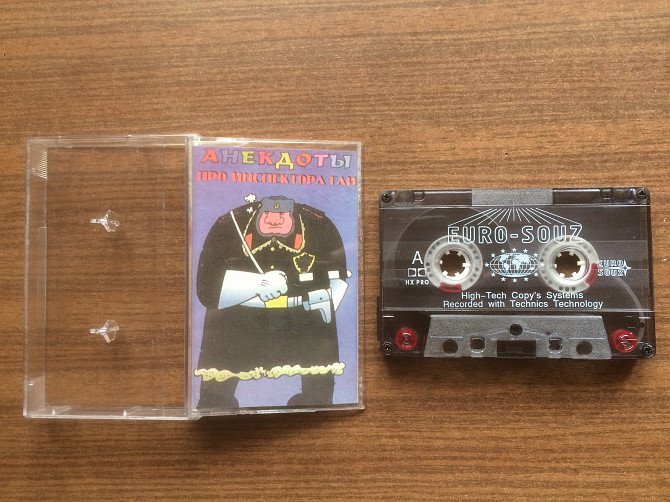 АНЕКДОТЫ
ПРО ИНСПЕКТОРА ГАИ
EURO-SOUZ
A
HX PRO
EURO
SOUZ
High-Tech Copy's Systems
Recorded with Technics Technology